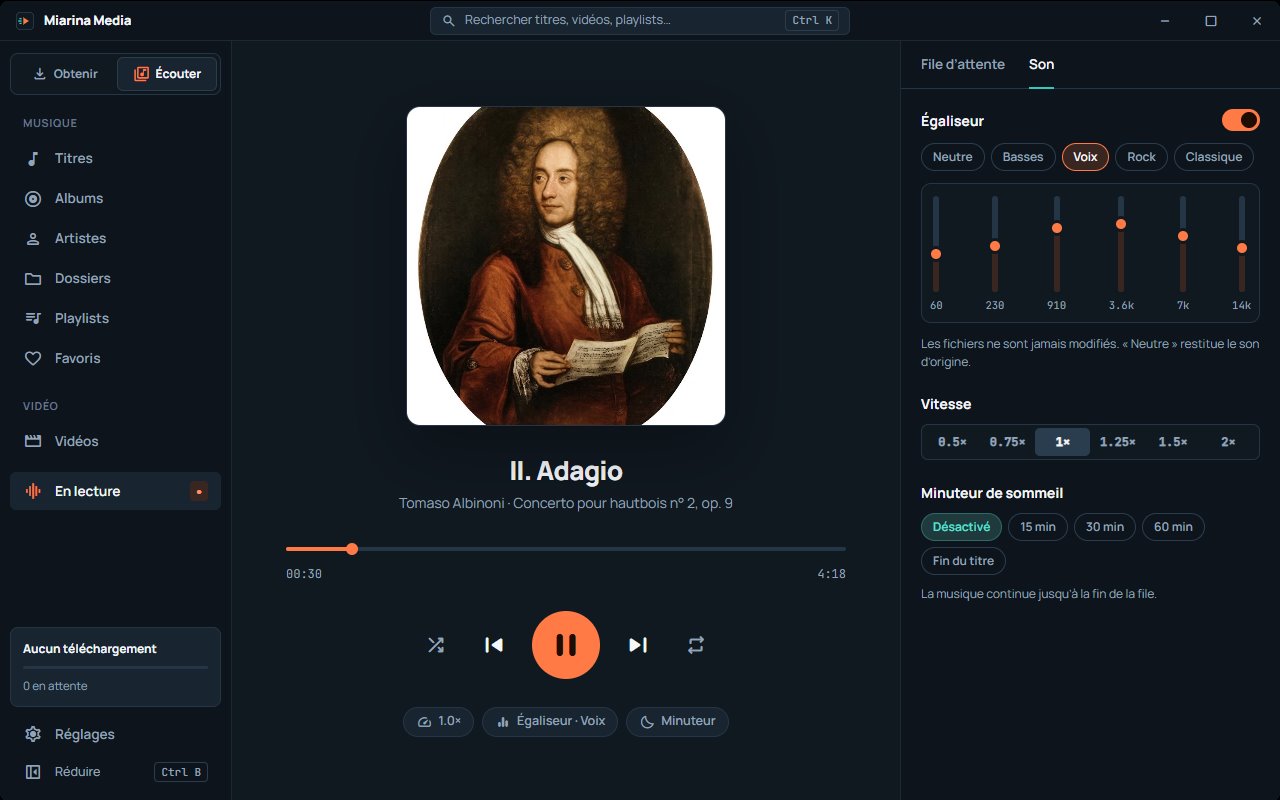 Miarina Media
Rechercher titres, vidéos, playlists…
Ctrl K
Obtenir
Écouter
MUSIQUE
Titres
Albums
Artistes
Dossiers
Playlists
Favoris
VIDÉO
Vidéos
En lecture
Aucun téléchargement
0 en attente
Réglages
Réduire
Ctrl B
II. Adagio
Tomaso Albinoni · Concerto pour hautbois n° 2, op. 9
00:30
4:18
1.0×
Égaliseur · Voix
Minuteur
File d’attente
Son
Égaliseur
Neutre
Basses
Voix
Rock
Classique
60
230
910
3.6k
7k
14k
Les fichiers ne sont jamais modifiés. « Neutre » restitue le son
d’origine.
Vitesse
0.5×
0.75×
1×
1.25×
1.5×
2×
Minuteur de sommeil
Désactivé
15 min
30 min
60 min
Fin du titre
La musique continue jusqu’à la fin de la file.